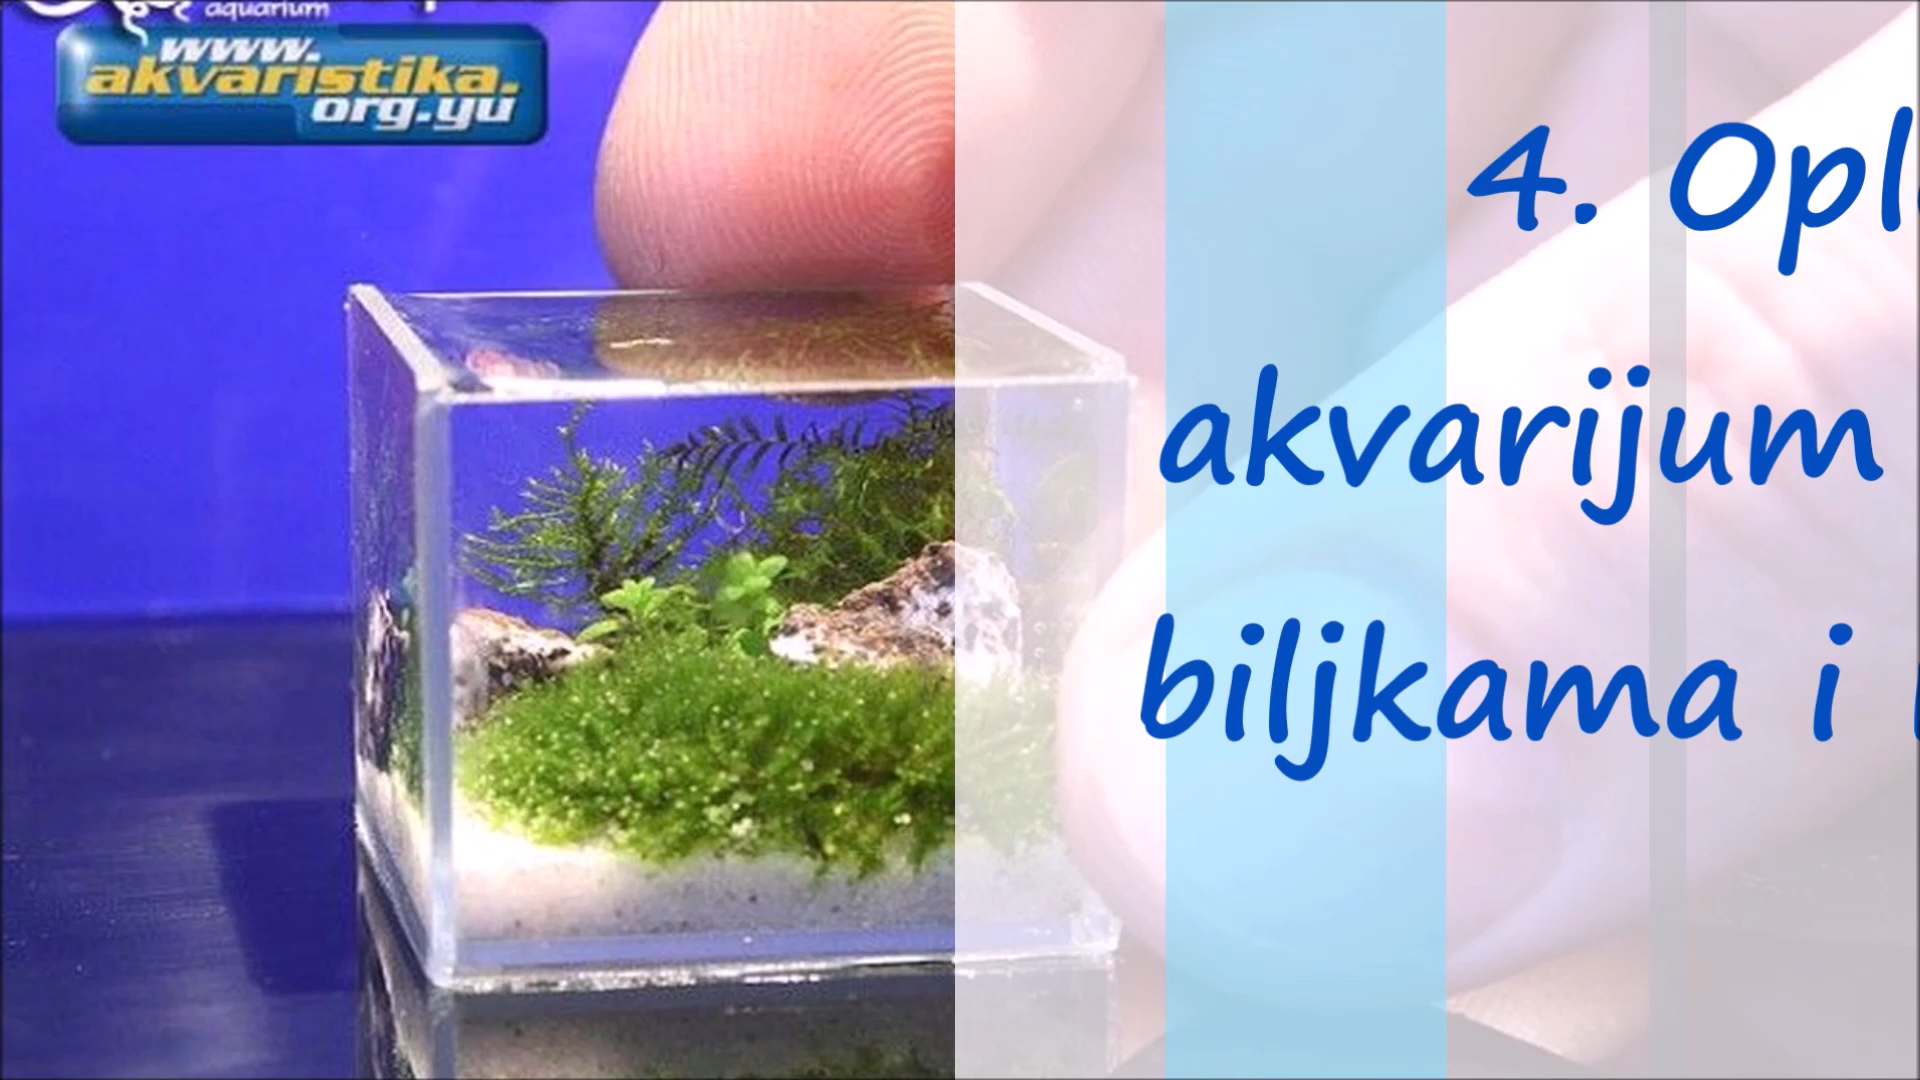 aquarium
www.
akvaristika.
org.yu
4. Opl
akvarijum
biljkama i